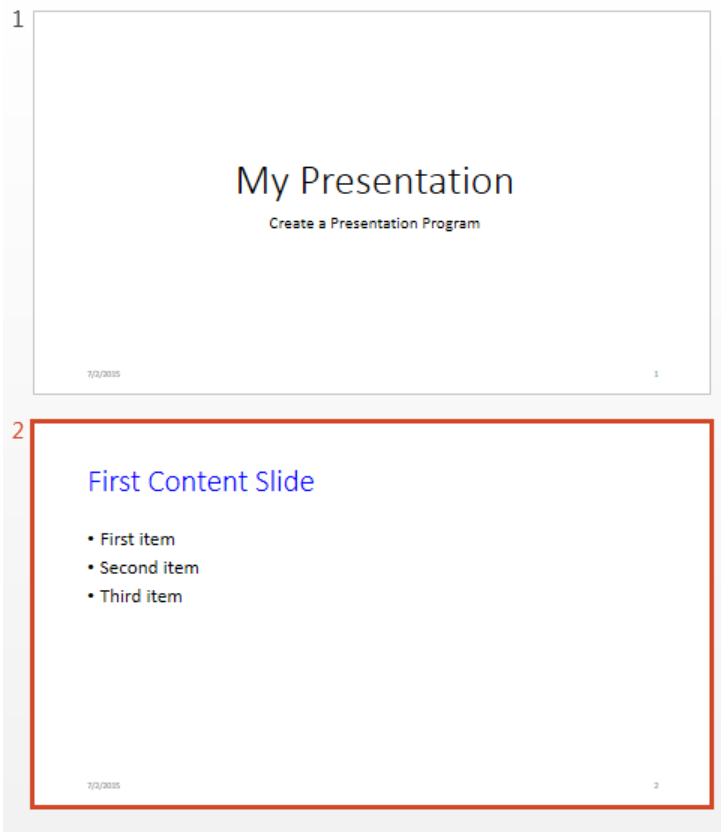 1
My Presentation
Create a Presentation Program
7/2/2015
1
2
First Content Slide
• First item
• Second item
• Third item
7/2/2015
2